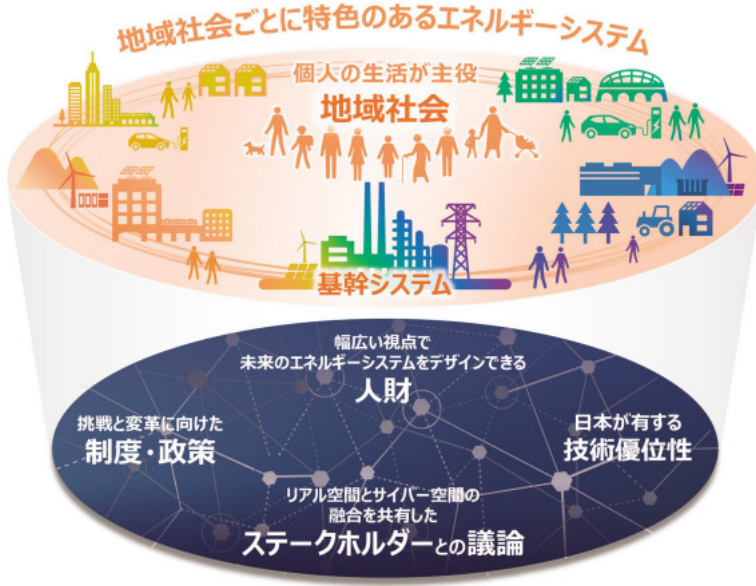 地域社会ごとに特色のあるエネルギーシステム
個人の生活が主役
地域社会
基幹システム
幅広い視点で
未来のエネルギーシステムをデザインできる
人財
挑戦と変革に向けた
制度・政策
日本が有する
技術優位性
リアル空間とサイバー空間の
融合を共有した
ステークホルダーとの議論